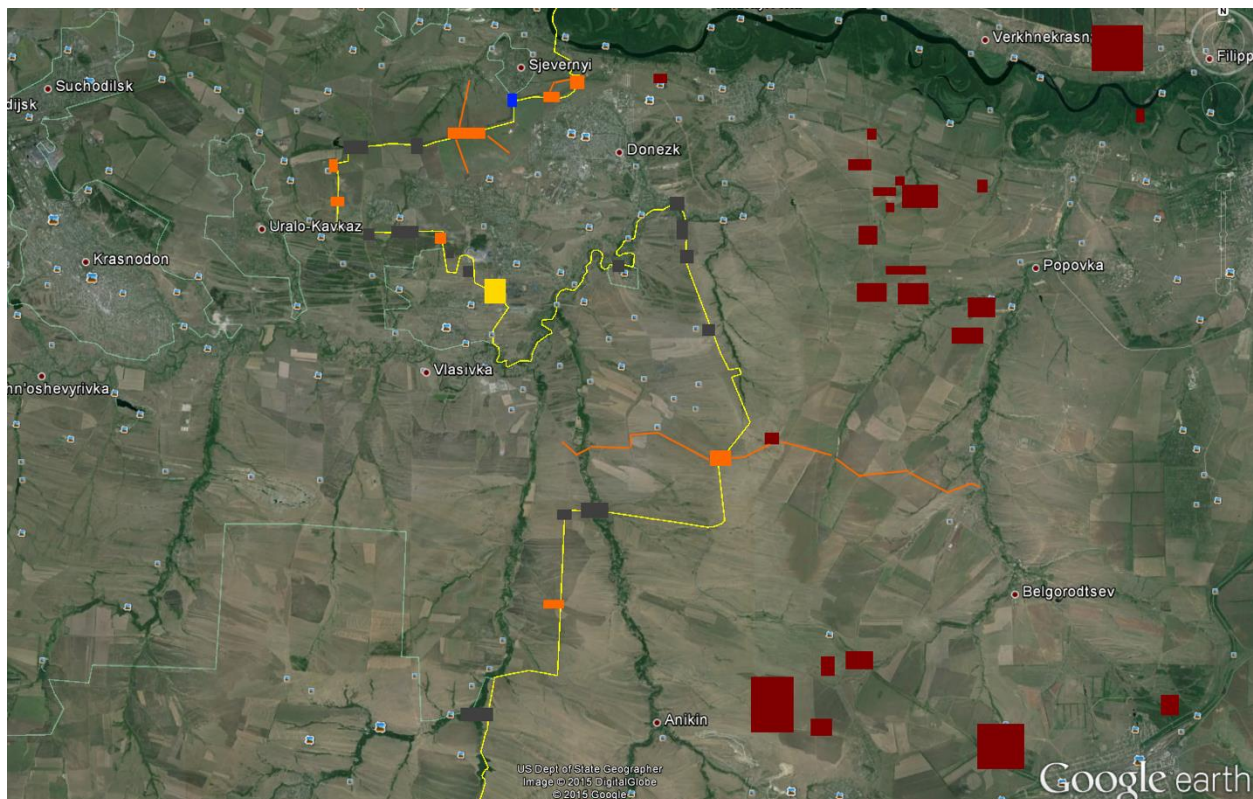 Verkhnekrasn
Filipp
Sjevernyi
Suchodilsk
dijsk
Donezk
Uralo-Kavkaz
Krasnodon
Popovka
Vlasivka
nn'oshevyrivka
Belgorodtsev
Anikin
US Dept of State Geographer
Image © 2015 DigitalGlobe
© 2015 Google
Google earth
N